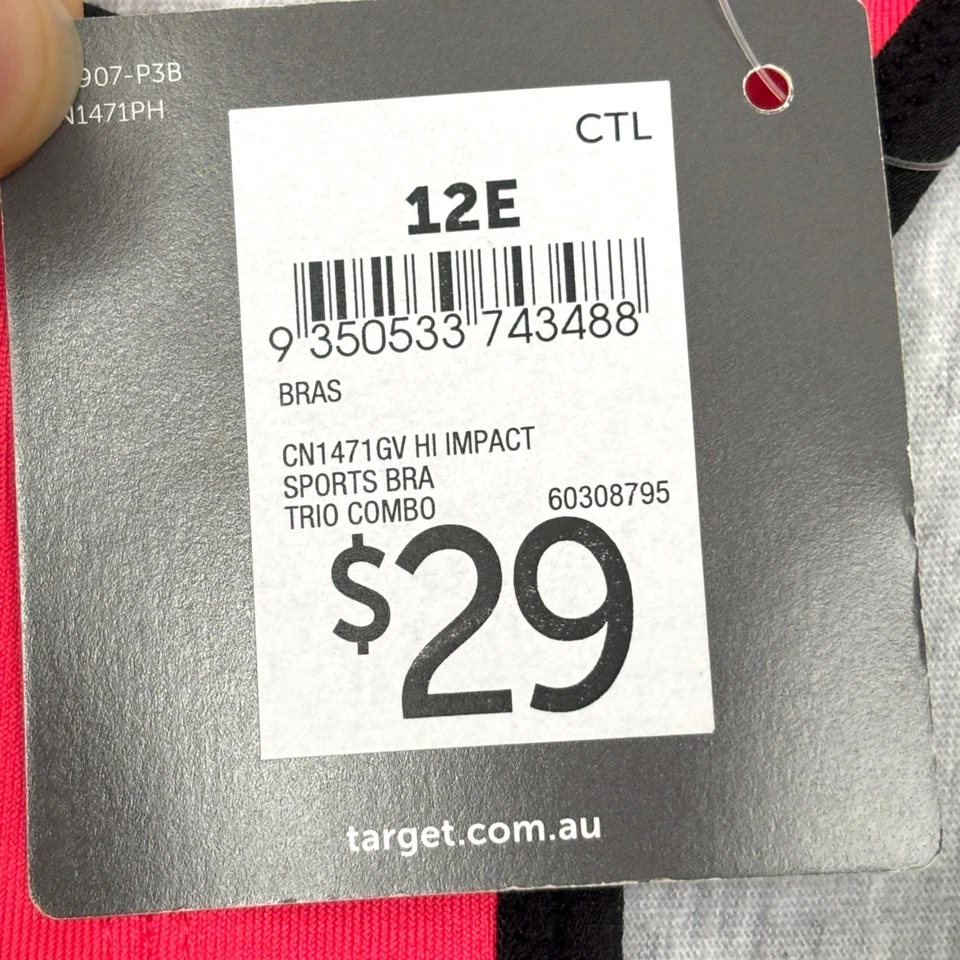 907-P3B
N1471PH
CTL
12E
9 350533 743488
BRAS
CN1471GV HI IMPACT
SPORTS BRA
TRIO COMBO 60308795
$29
target.com.au